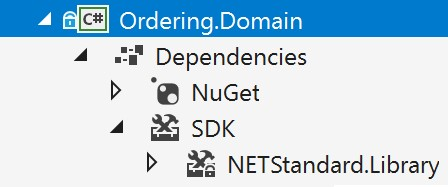 C# Ordering.Domain
Dependencies
NuGet
SDK
NETStandard.Library